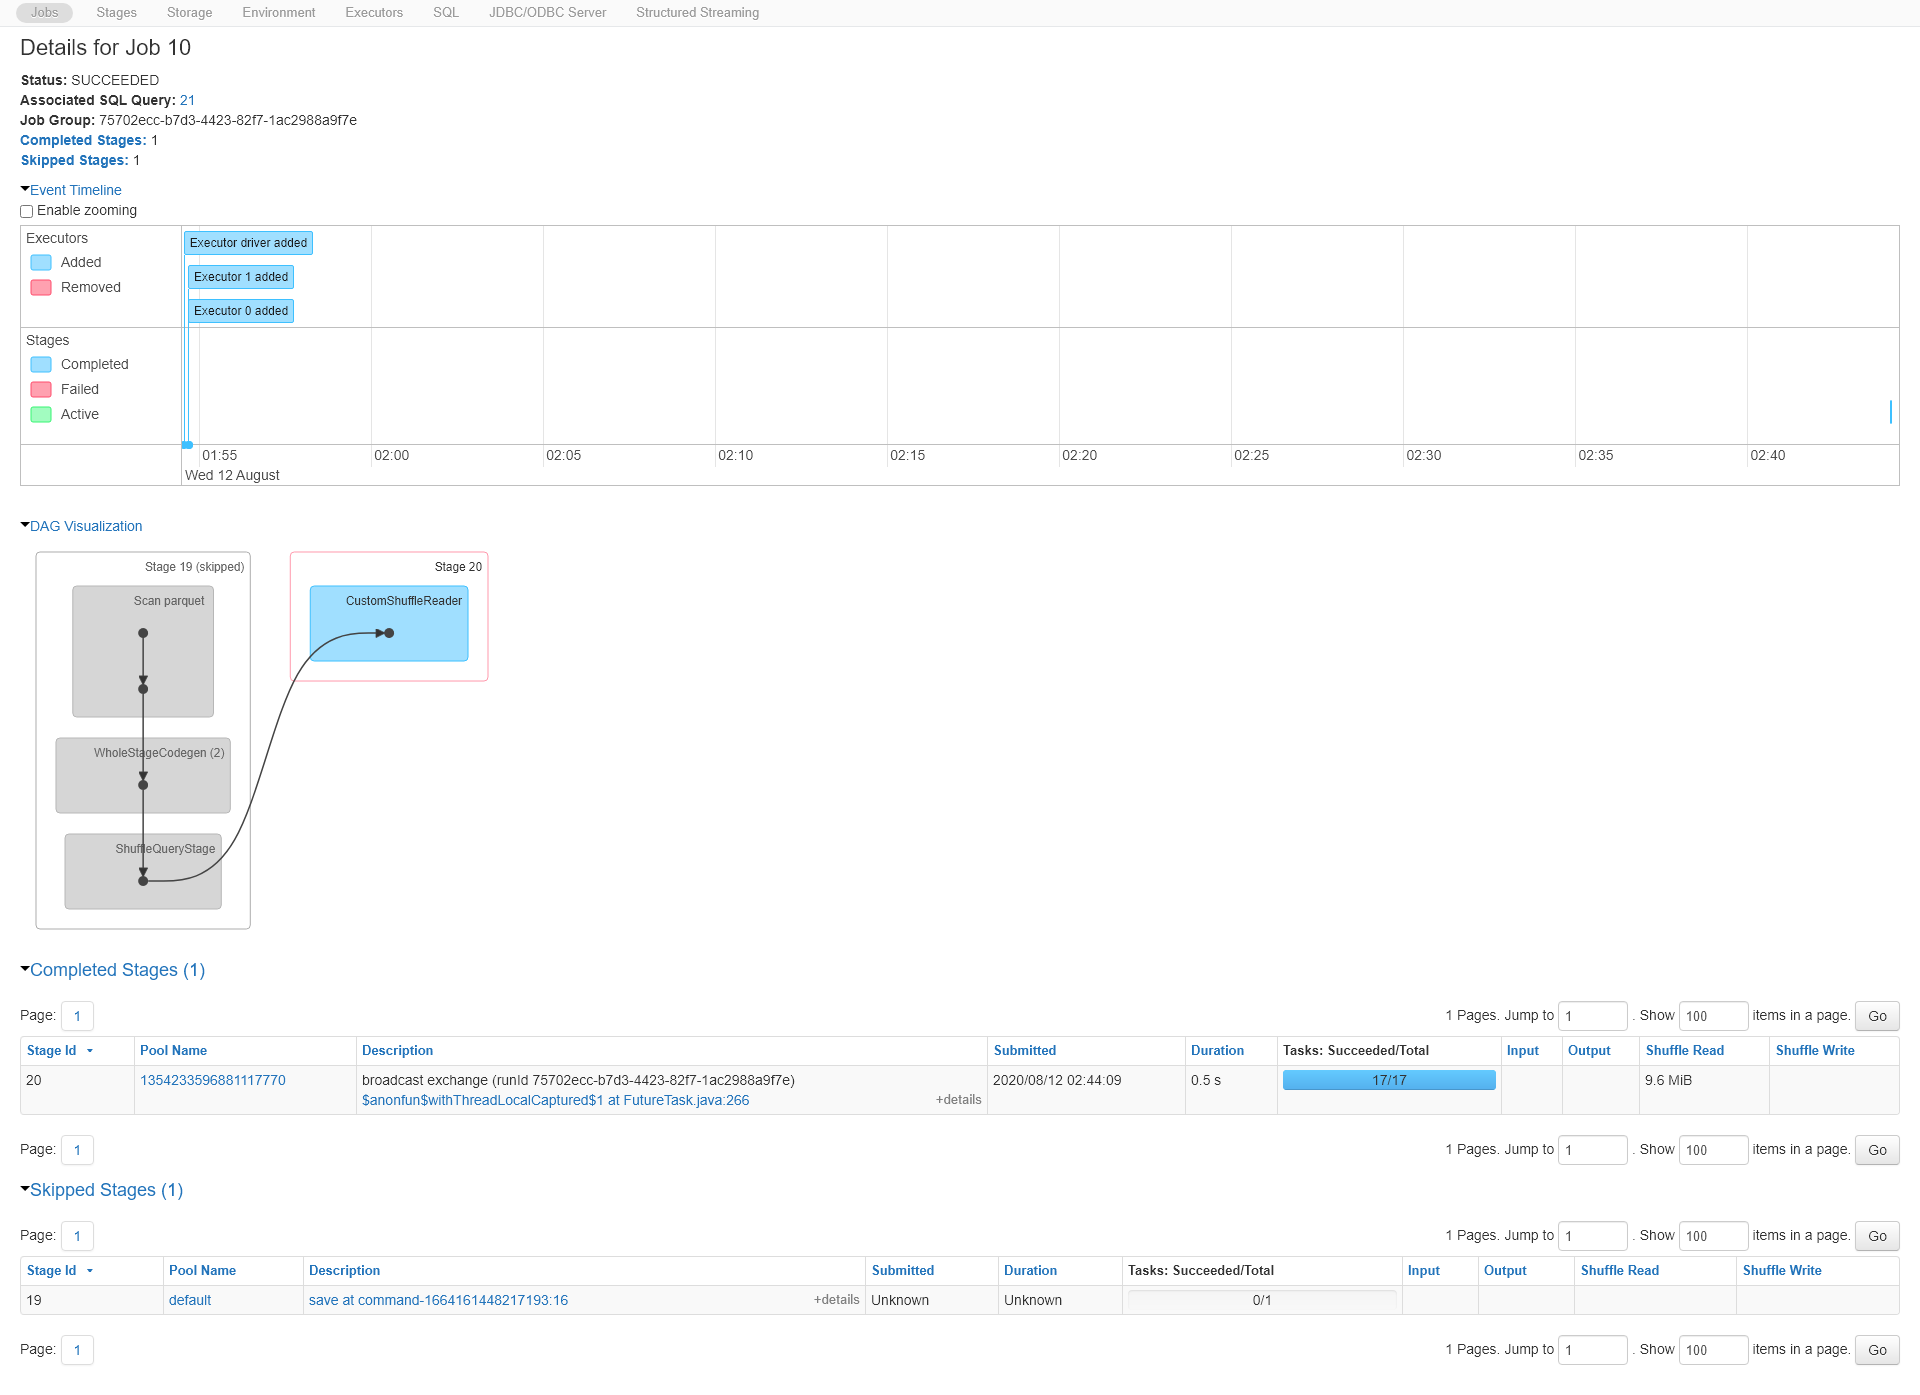 Jobs Stages Storage Environment Executors SQL JDBC/ODBC Server Structured Streaming
Details for Job 10
Status: SUCCEEDED
Associated SQL Query: 21
Job Group: 75702ecc-b7d3-4423-82f7-1ac2988a9f7e
Completed Stages: 1
Skipped Stages: 1
Event Timeline
Enable zooming
Executors
Added
Removed
Executor driver added
Executor 1 added
Executor 0 added
Stages
Completed
Failed
Active
01:55 02:00 02:05 02:10 02:15 02:20 02:25 02:30 02:35 02:40
Wed 12 August
DAG Visualization
Stage 19 (skipped)
Scan parquet
WholeStageCodegen (2)
ShuffleQueryStage
Stage 20
CustomShuffleReader
Completed Stages (1)
Page: 1 1 Pages. Jump to 1 . Show 100 items in a page. Go
Stage Id Pool Name Description Submitted Duration Tasks: Succeeded/Total Input Output Shuffle Read Shuffle Write
20 1354233596881117770 broadcast exchange (runId 75702ecc-b7d3-4423-82f7-1ac2988a9f7e) 2020/08/12 02:44:09 0.5 s 17/17 9.6 MiB
$anonfun$withThreadLocalCaptured$1 at FutureTask.java:266 +details
Page: 1 1 Pages. Jump to 1 . Show 100 items in a page. Go
Skipped Stages (1)
Page: 1 1 Pages. Jump to 1 . Show 100 items in a page. Go
Stage Id Pool Name Description Submitted Duration Tasks: Succeeded/Total Input Output Shuffle Read Shuffle Write
19 default save at command-1664161448217193:16 +details Unknown Unknown 0/1
Page: 1 1 Pages. Jump to 1 . Show 100 items in a page. Go